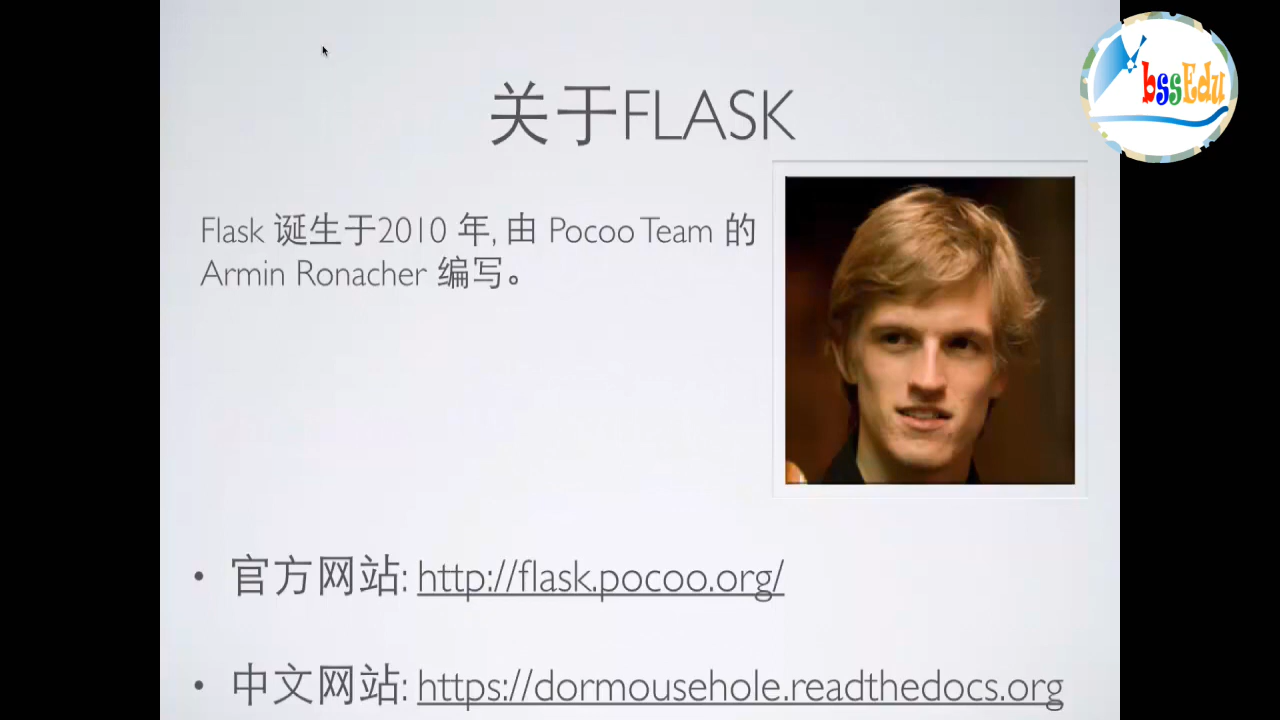 bssEdu
关于FLASK
Flask 诞生于2010 年, 由 Pocoo Team 的
Armin Ronacher 编写。
• 官方网站: http://flask.pocoo.org/
• 中文网站: https://dormousehole.readthedocs.org